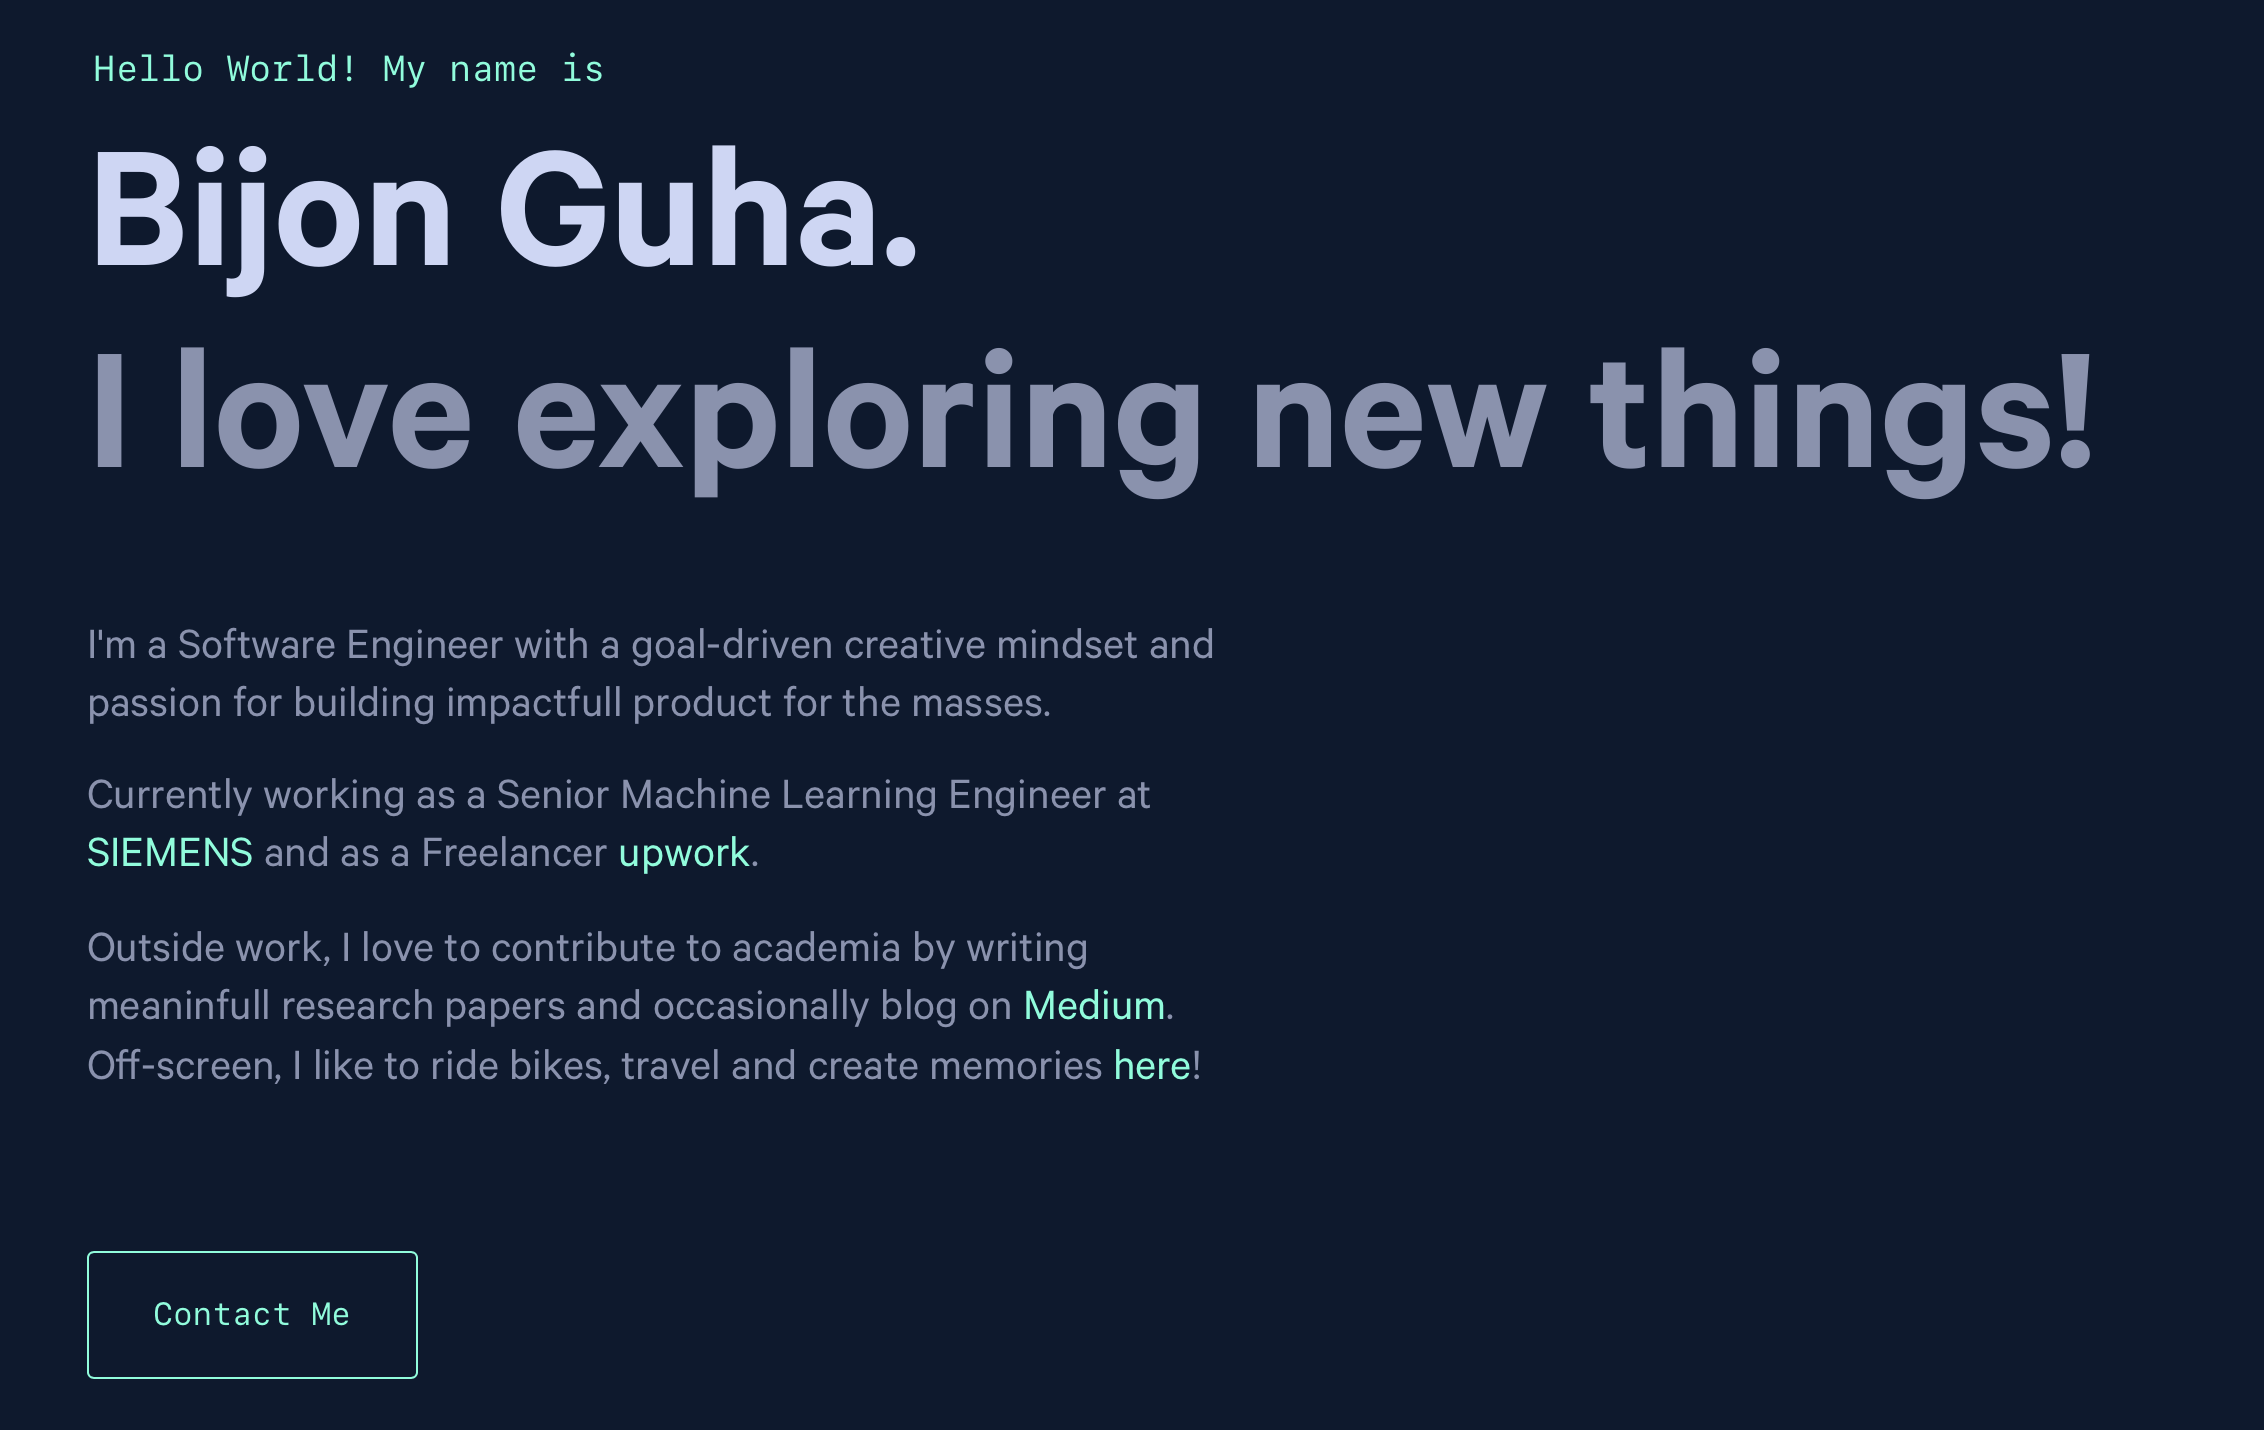 Hello World! My name is
Bijon Guha.
I love exploring new things!
I'm a Software Engineer with a goal-driven creative mindset and
passion for building impactfull product for the masses.
Currently working as a Senior Machine Learning Engineer at
SIEMENS and as a Freelancer upwork.
Outside work, I love to contribute to academia by writing
meaninfull research papers and occasionally blog on Medium.
Off-screen, I like to ride bikes, travel and create memories here!
Contact Me